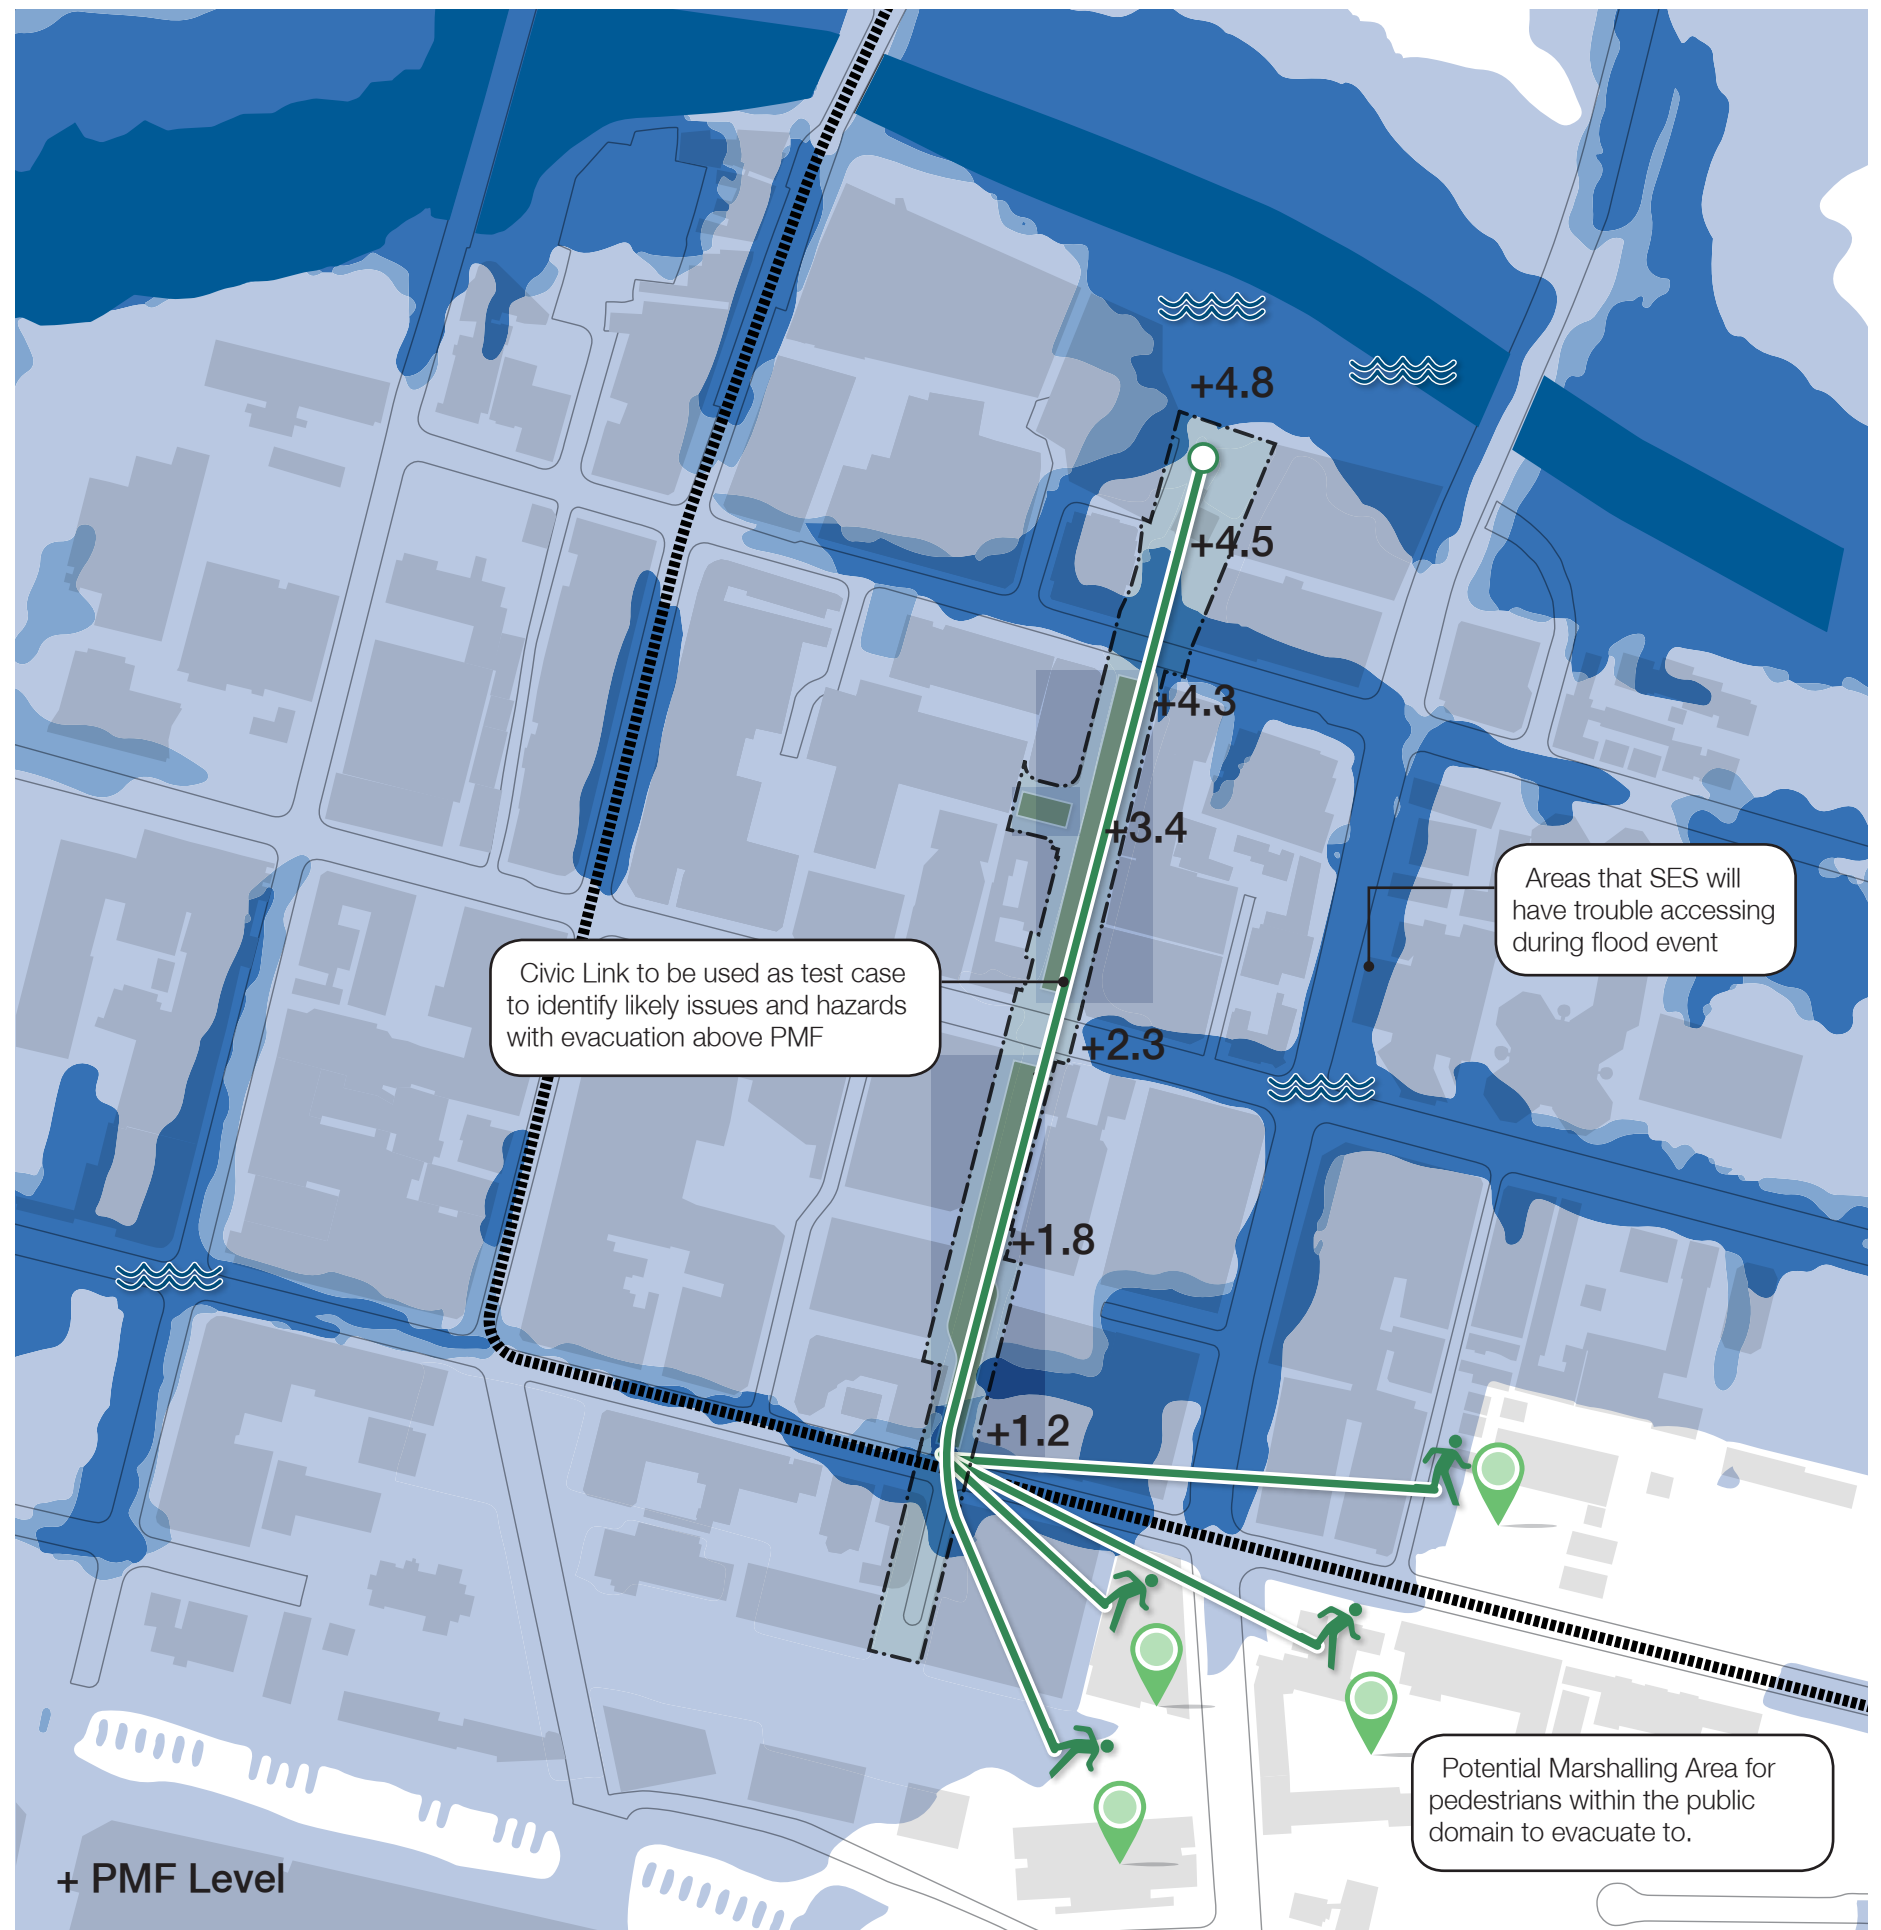 +4.8
+4.5
+4.3
+3.4
Areas that SES will
have trouble accessing
during flood event
Civic Link to be used as test case
to identify likely issues and hazards
with evacuation above PMF
+2.3
+1.8
+1.2
Potential Marshalling Area for
pedestrians within the public
domain to evacuate to.
+ PMF Level